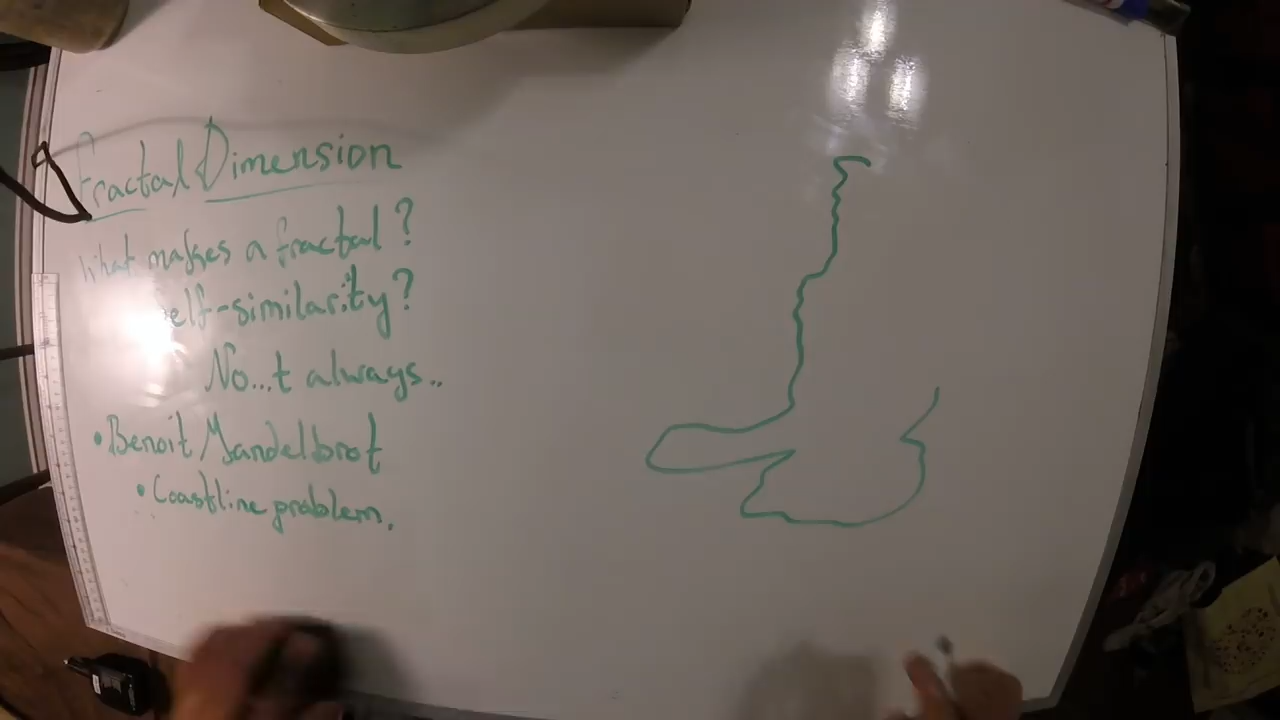 Fractal Dimension
What makes a fractal?
self-similarity?
No...t always..
• Benoit Mandelbrot
• Coastline problem.